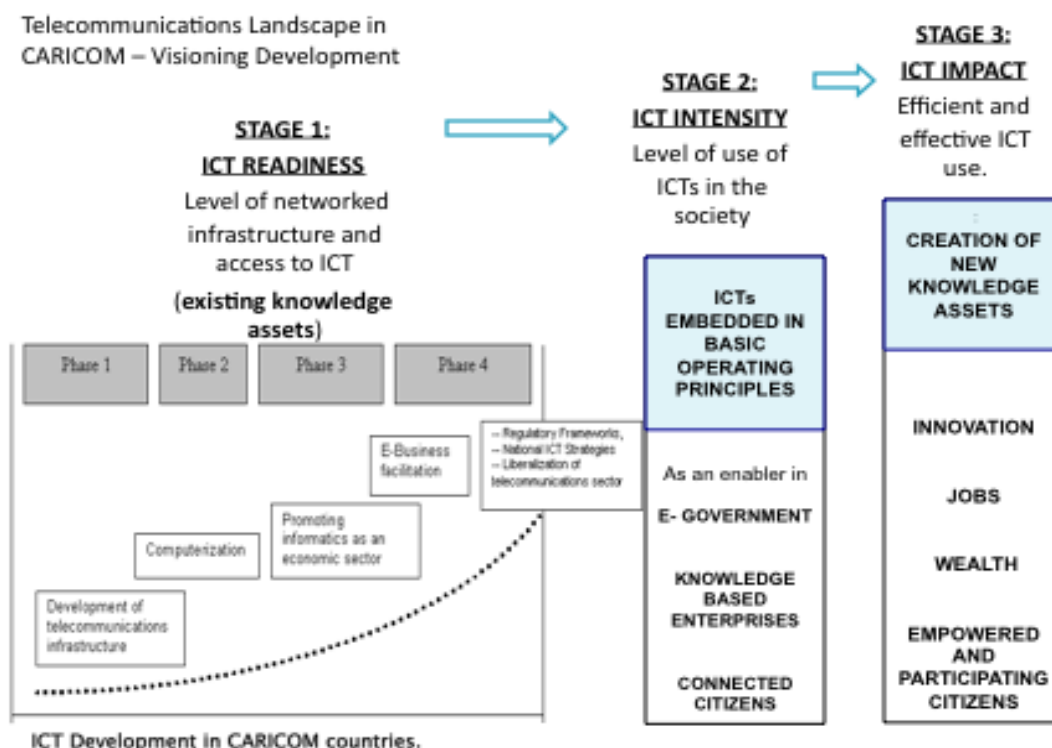 Telecommunications Landscape in
CARICOM – Visioning Development
STAGE 1:
ICT READINESS
Level of networked
infrastructure and
access to ICT
(existing knowledge
assets)
Phase 1
Phase 2
Phase 3
Phase 4
Development of
telecommunications
infrastructure
Computerization
Promoting
informatics as an
economic sector
E-Business
facilitation
-- Regulatory Frameworks,
-- National ICT Strategies
-- Liberalization of
telecommunications sector
ICT Development in CARICOM countries.
STAGE 2:
ICT INTENSITY
Level of use of
ICTs in the
society
ICTs
EMBEDDED IN
BASIC
OPERATING
PRINCIPLES
As an enabler in
E- GOVERNMENT
KNOWLEDGE
BASED
ENTERPRISES
CONNECTED
CITIZENS
STAGE 3:
ICT IMPACT
Efficient and
effective ICT
use.
:
CREATION OF
NEW
KNOWLEDGE
ASSETS
INNOVATION
JOBS
WEALTH
EMPOWERED
AND
PARTICIPATING
CITIZENS